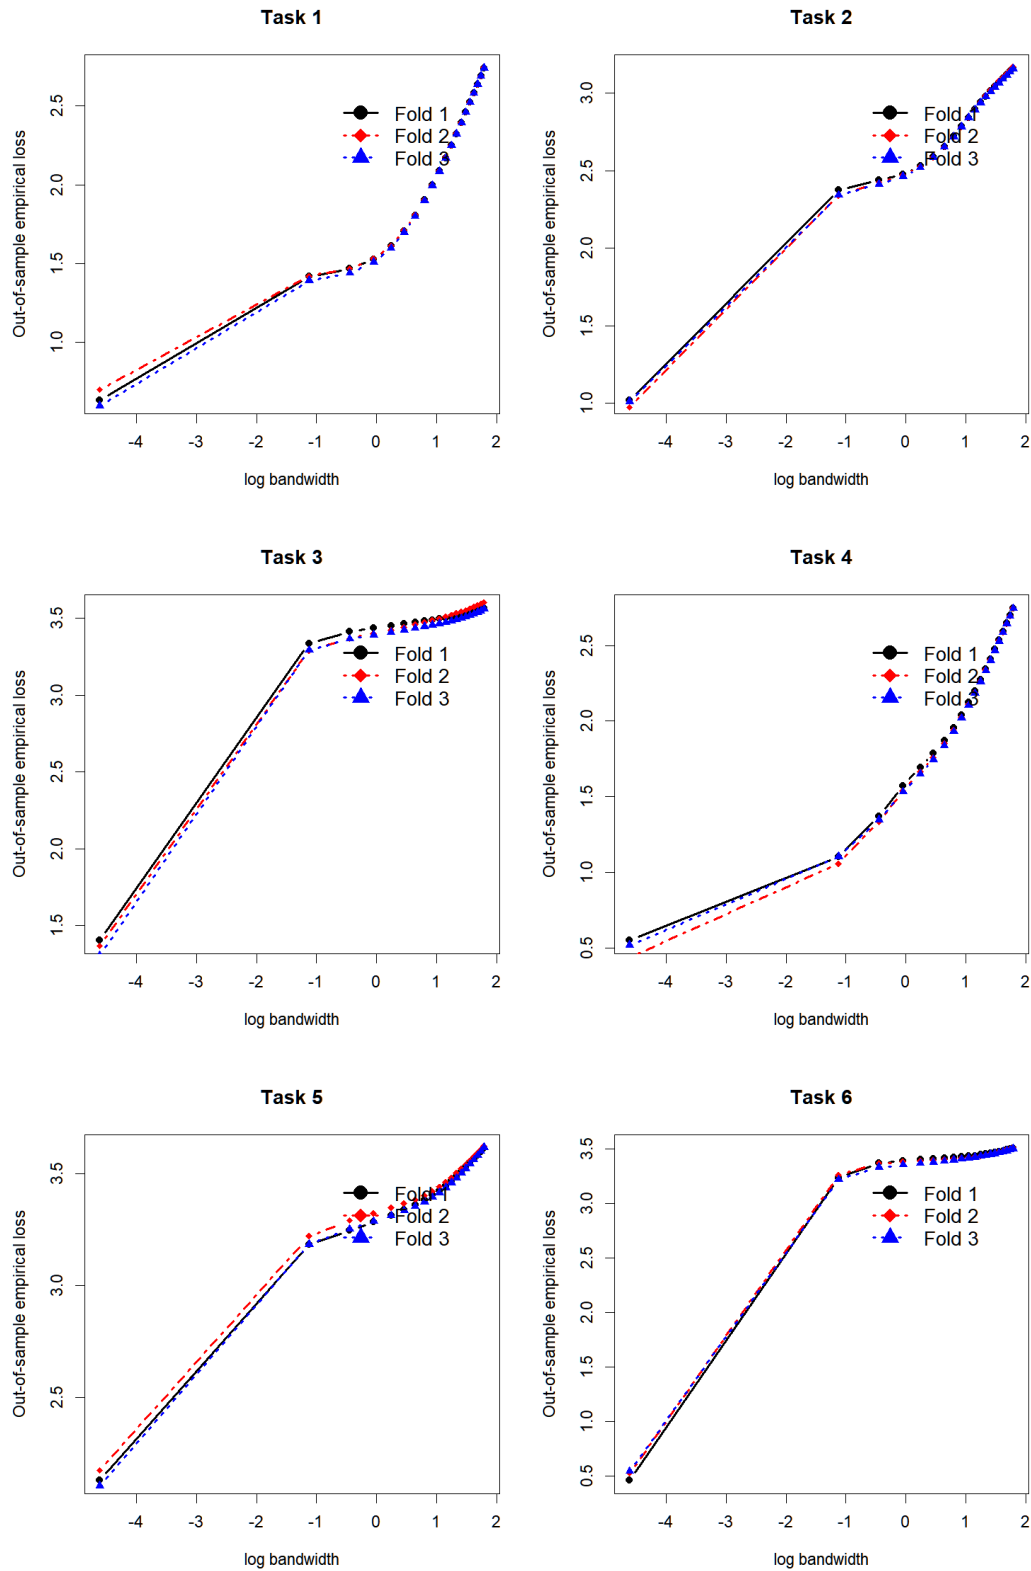 Task 1
Out-of-sample empirical loss
2.5
2.0
1.5
1.0
Fold 1
Fold 2
Fold 3
-4 -3 -2 -1 0 1 2
log bandwidth
Task 2
Out-of-sample empirical loss
3.0
2.5
2.0
1.5
1.0
Fold 1
Fold 2
Fold 3
-4 -3 -2 -1 0 1 2
log bandwidth
Task 3
Out-of-sample empirical loss
3.5
3.0
2.5
2.0
1.5
Fold 1
Fold 2
Fold 3
-4 -3 -2 -1 0 1 2
log bandwidth
Task 4
Out-of-sample empirical loss
2.5
2.0
1.5
1.0
0.5
Fold 1
Fold 2
Fold 3
-4 -3 -2 -1 0 1 2
log bandwidth
Task 5
Out-of-sample empirical loss
3.5
3.0
2.5
Fold 1
Fold 2
Fold 3
-4 -3 -2 -1 0 1 2
log bandwidth
Task 6
Out-of-sample empirical loss
3.5
3.0
2.5
2.0
1.5
1.0
0.5
Fold 1
Fold 2
Fold 3
-4 -3 -2 -1 0 1 2
log bandwidth